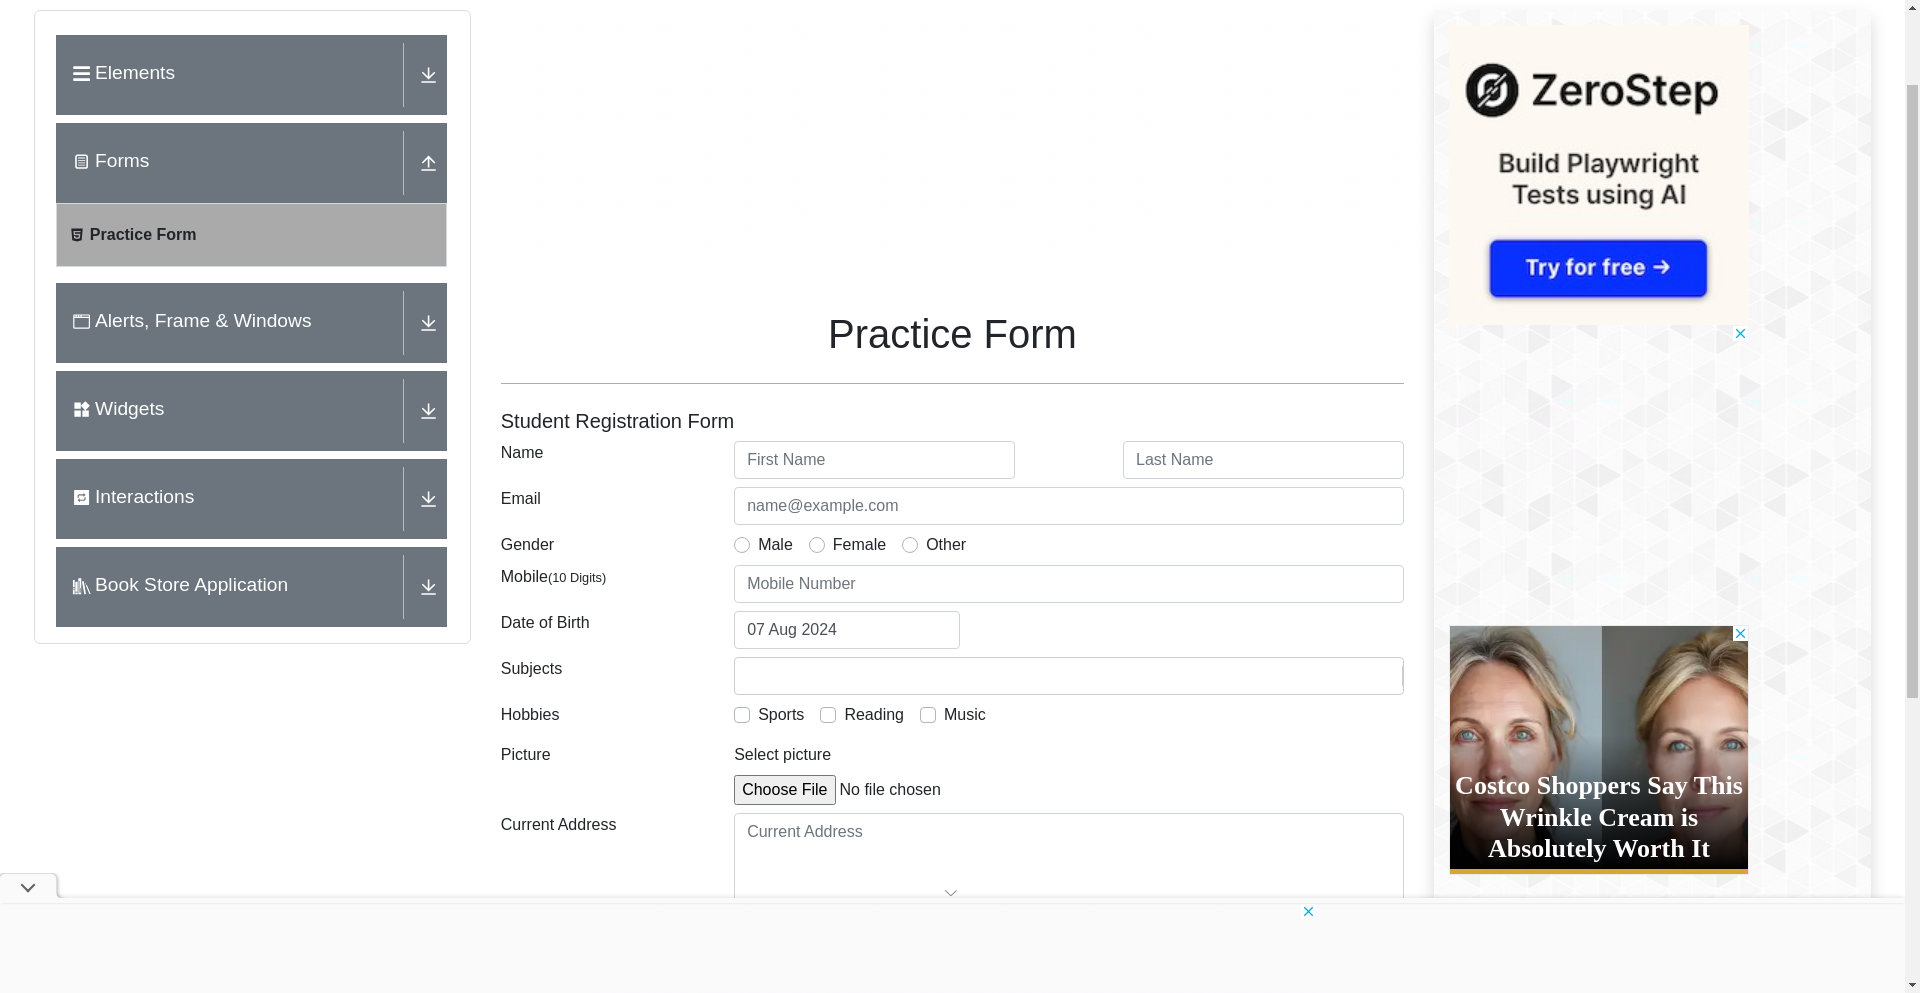 Elements
Forms
Practice Form
Alerts, Frame & Windows
Widgets
Interactions
Book Store Application
Practice Form
Student Registration Form
Name
First Name
Last Name
Email
name@example.com
Gender
Male
Female
Other
Mobile(10 Digits)
Mobile Number
Date of Birth
07 Aug 2024
Subjects
Hobbies
Sports
Reading
Music
Picture
Select picture
Choose File No file chosen
Current Address
Current Address
ZeroStep
Build Playwright
Tests using AI
Try for free →
Costco Shoppers Say This
Wrinkle Cream is
Absolutely Worth It